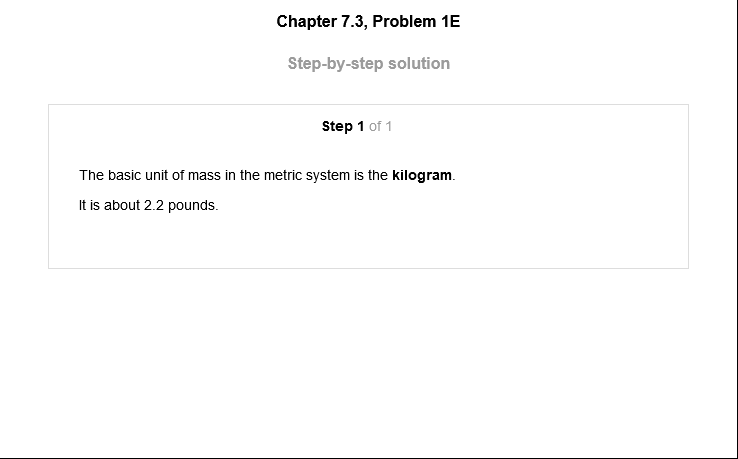 Chapter 7.3, Problem 1E
Step-by-step solution
Step 1 of 1
The basic unit of mass in the metric system is the kilogram.
It is about 2.2 pounds.